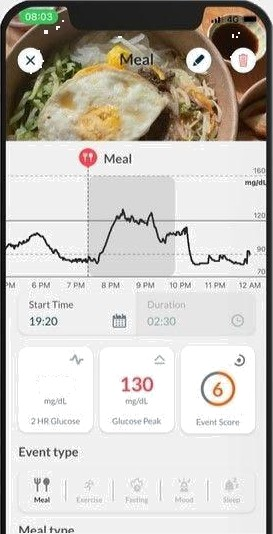 08:03
4G
Meal
Meal
160
mg/dL
120
90
70
PM 6 PM 7 PM 8 PM 9 PM 10 PM 11 PM 12 AM
Start Time
Duration
19:20
02:30
mg/dL
2 HR Glucose
130
mg/dL
Glucose Peak
6
Event Score
Event type
Meal
Exercise
Fasting
Mood
Sleep
Meal type